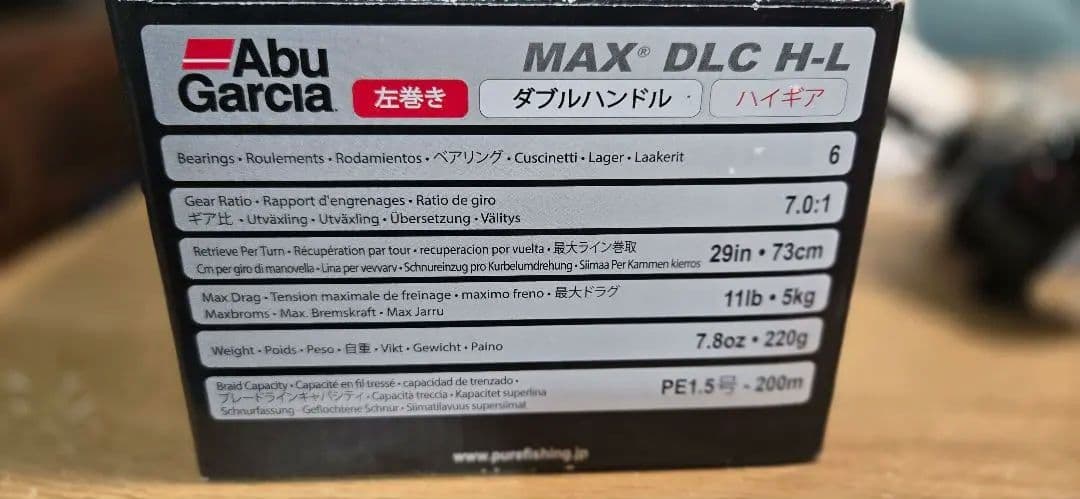 Abu Garcia MAX® DLC H-L
左巻き ダブルハンドル ハイギア
Bearings • Roulements • Rodamientos • ベアリング • Cuscinetti • Lager • Laakerit 6
Gear Ratio • Rapport d'engrenages • Ratio de giro
ギア比 • Utväxling • Utväxling • Übersetzung • Välitys 7.0:1
Retrieve Per Turn • Récupération par tour • recuperacion por vuelta • 最大ライン巻取
Cm per giro di manovella • Lina per vevvarv • Schnureinzug pro Kurbelumdrehung • Slimaa Per Kammen kierros 29in • 73cm
Max Drag • Tension maximale de freinage • maximo freno • 最大ドラグ
Maxbroms • Max. Bremskraft • Max Jarru 11lb • 5kg
Weight • Poids • Peso • 自重 • Vikt • Gewicht • Paino 7.8oz • 220g
Braid Capacity • Capacité en fil tressé • capacidad de trenzado •
ブレードラインキャパシティ • Capacità treccia • Kapacitet superlina
Schnurfassung - Geflochtene Schnur • Siimatilavuus supersiimat PE1.5号 - 200m
www.purefishing.jp